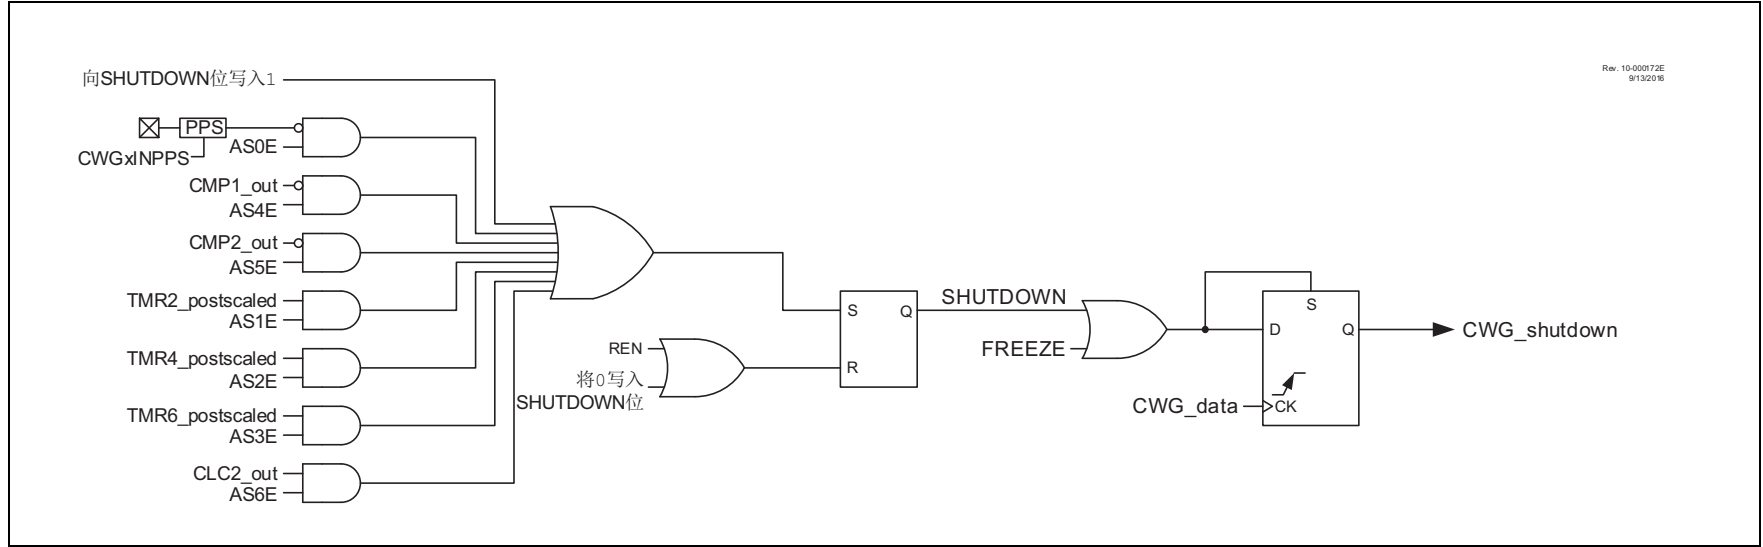 向SHUTDOWN位写入1
Rev. 10-000172E
9/13/2016
PPS
AS0E
CWGxINPPS
CMP1_out
AS4E
CMP2_out
AS5E
TMR2_postscaled
AS1E
TMR4_postscaled
AS2E
TMR6_postscaled
AS3E
CLC2_out
AS6E
REN
将0写入
SHUTDOWN位
S
Q
R
SHUTDOWN
FREEZE
S
D
Q
CWG_data
CK
CWG_shutdown